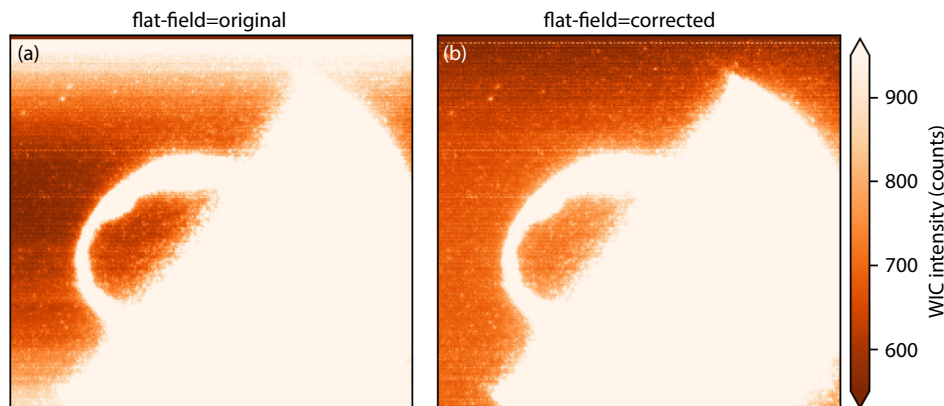 flat-field=original
flat-field=corrected
(a)
(b)
900
800
700
600
WIC intensity (counts)